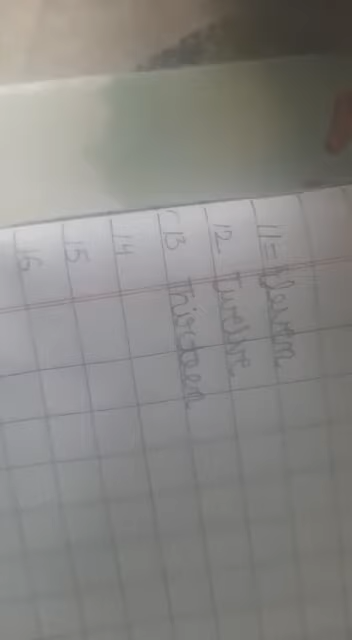 11 = Eleven
12 Twelve
13 Thirteen
14
15
16